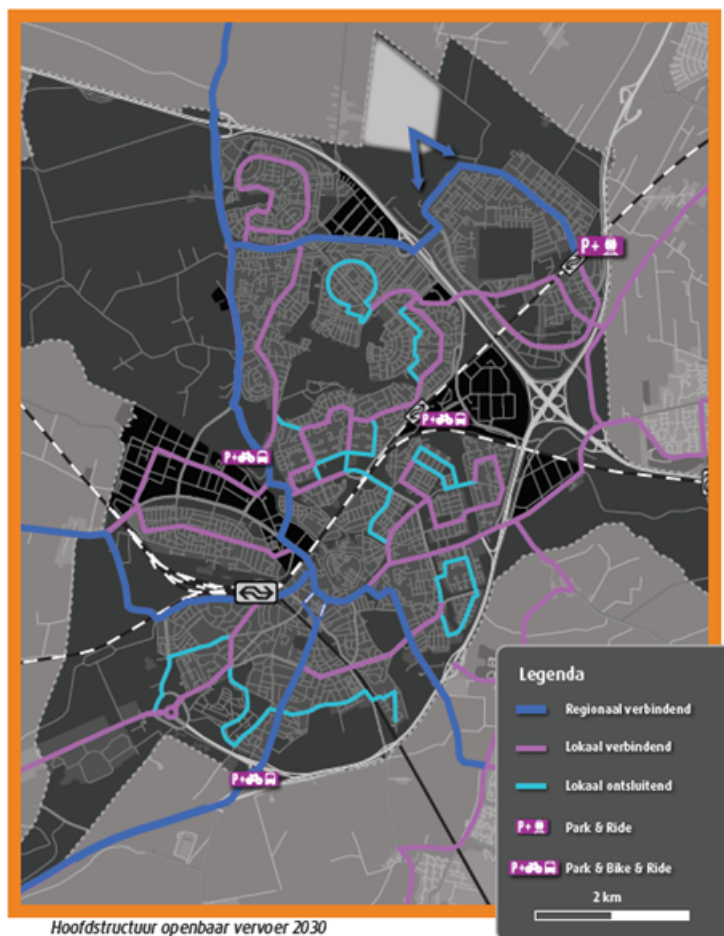 P+
P+
P+
P+
Legenda
Regionaal verbindend
Lokaal verbindend
Lokaal ontsluitend
P+ Park & Ride
P+ Park & Bike & Ride
2 km
Hoofdstructuur openbaar vervoer 2030